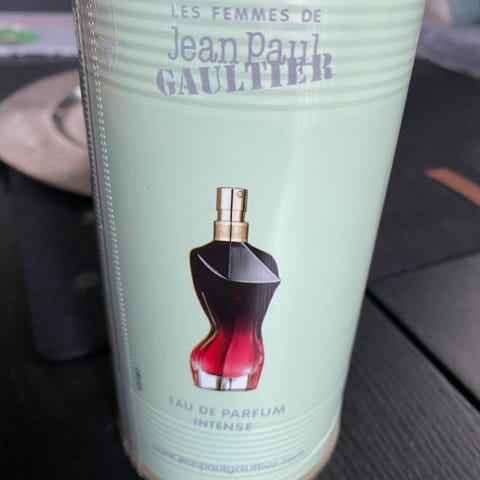 LES FEMMES DE
Jean Paul
GAULTIER
EAU DE PARFUM
INTENSE
www.jeanpaulgaultier.com